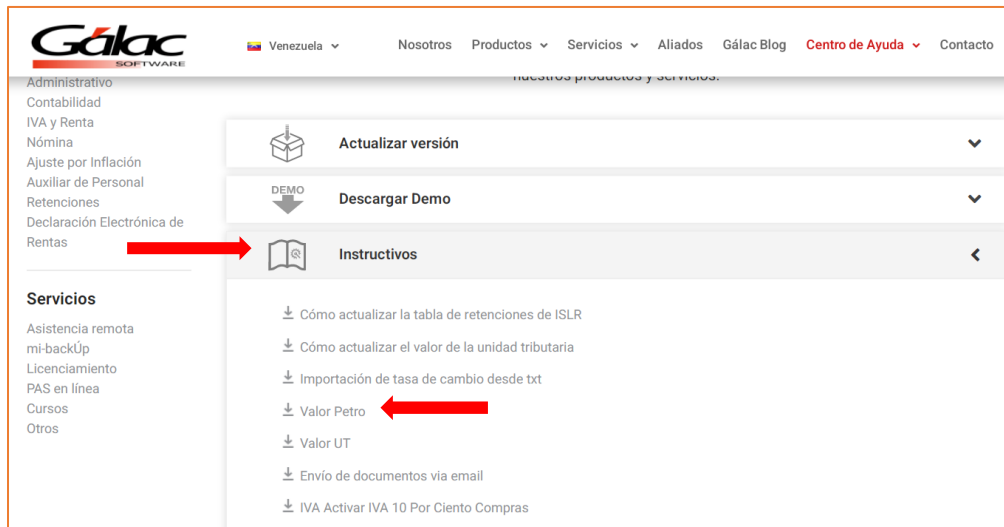 Gálac
SOFTWARE
Venezuela
Nosotros
Productos
Servicios
Aliados
Gálac Blog
Centro de Ayuda
Contacto
Administrativo
Contabilidad
IVA y Renta
Nómina
Ajuste por Inflación
Auxiliar de Personal
Retenciones
Declaración Electrónica de
Rentas
Servicios
Asistencia remota
mi-backÚp
Licenciamiento
PAS en línea
Cursos
Otros
nuestros productos y servicios.
Actualizar versión
DEMO
Descargar Demo
Instructivos
Cómo actualizar la tabla de retenciones de ISLR
Cómo actualizar el valor de la unidad tributaria
Importación de tasa de cambio desde txt
Valor Petro
Valor UT
Envío de documentos via email
IVA Activar IVA 10 Por Ciento Compras